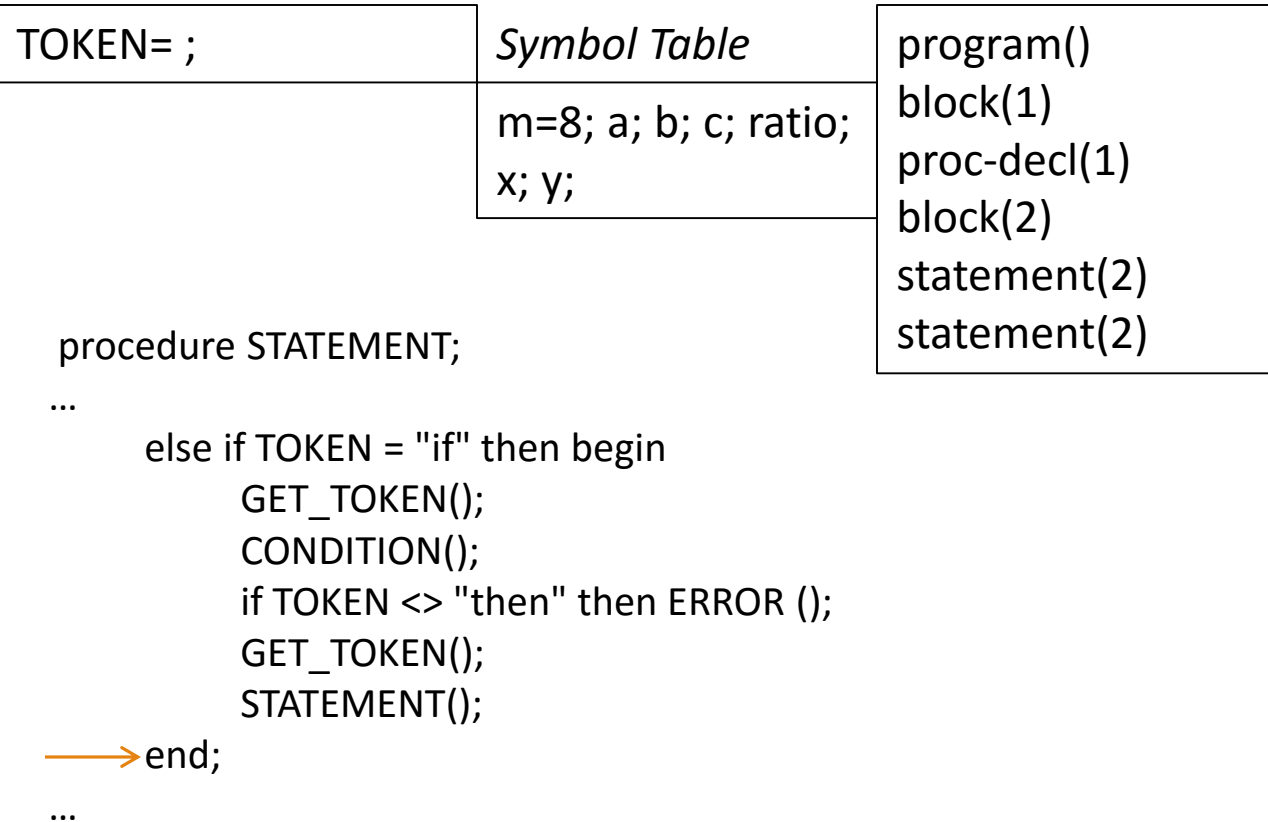 TOKEN= ;
Symbol Table
m=8; a; b; c; ratio;
x; y;
program()
block(1)
proc-decl(1)
block(2)
statement(2)
statement(2)
procedure STATEMENT;
…
else if TOKEN = "if" then begin
GET_TOKEN();
CONDITION();
if TOKEN <> "then" then ERROR ();
GET_TOKEN();
STATEMENT();
end;
…